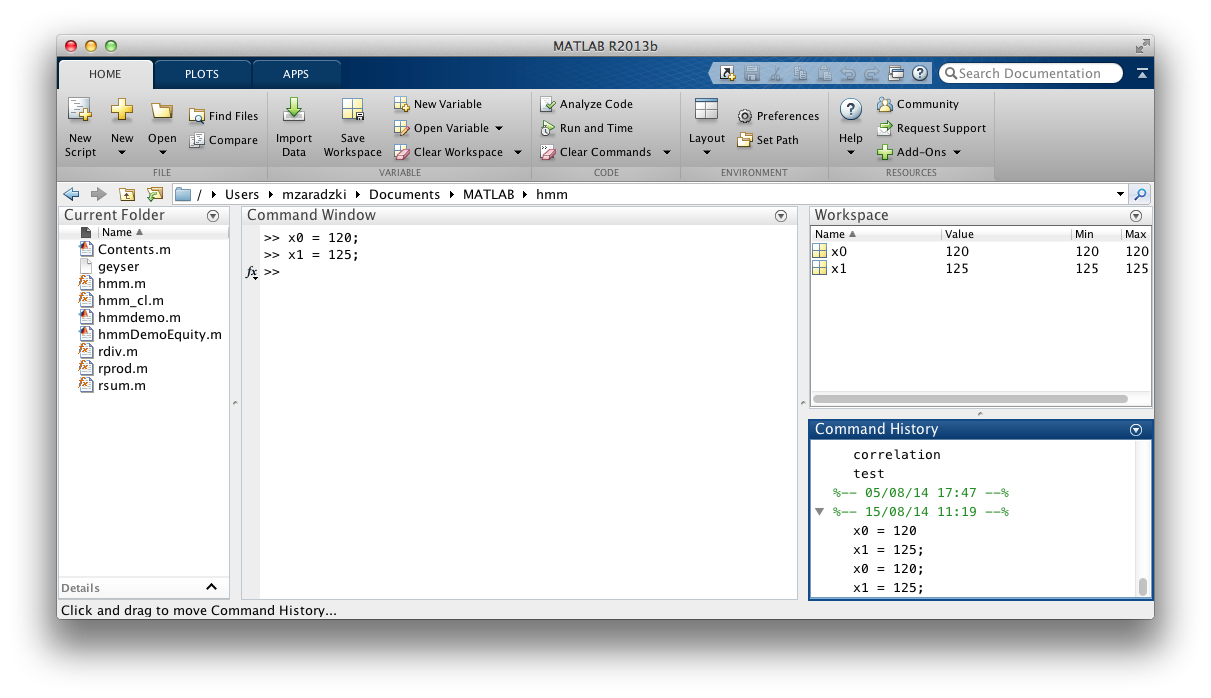 MATLAB R2013b
HOME PLOTS APPS
Search Documentation
New Script
New
Open
Find Files
Compare
FILE
Import Data
Save Workspace
New Variable
Open Variable
Clear Workspace
VARIABLE
Analyze Code
Run and Time
Clear Commands
CODE
Layout
Preferences
Set Path
ENVIRONMENT
Help
Community
Request Support
Add-Ons
RESOURCES
/ Users mzaradzki Documents MATLAB hmm
Current Folder
Name
Contents.m
geyser
hmm.m
hmm_cl.m
hmmdemo.m
hmmDemoEquity.m
rdiv.m
rprod.m
rsum.m
Details
Command Window
>> x0 = 120;
>> x1 = 125;
fx >>
Workspace
Name Value Min Max
x0 120 120 120
x1 125 125 125
Command History
correlation
test
%-- 05/08/14 17:47 --%
%-- 15/08/14 11:19 --%
x0 = 120
x1 = 125;
x0 = 120;
x1 = 125;
Click and drag to move Command History...